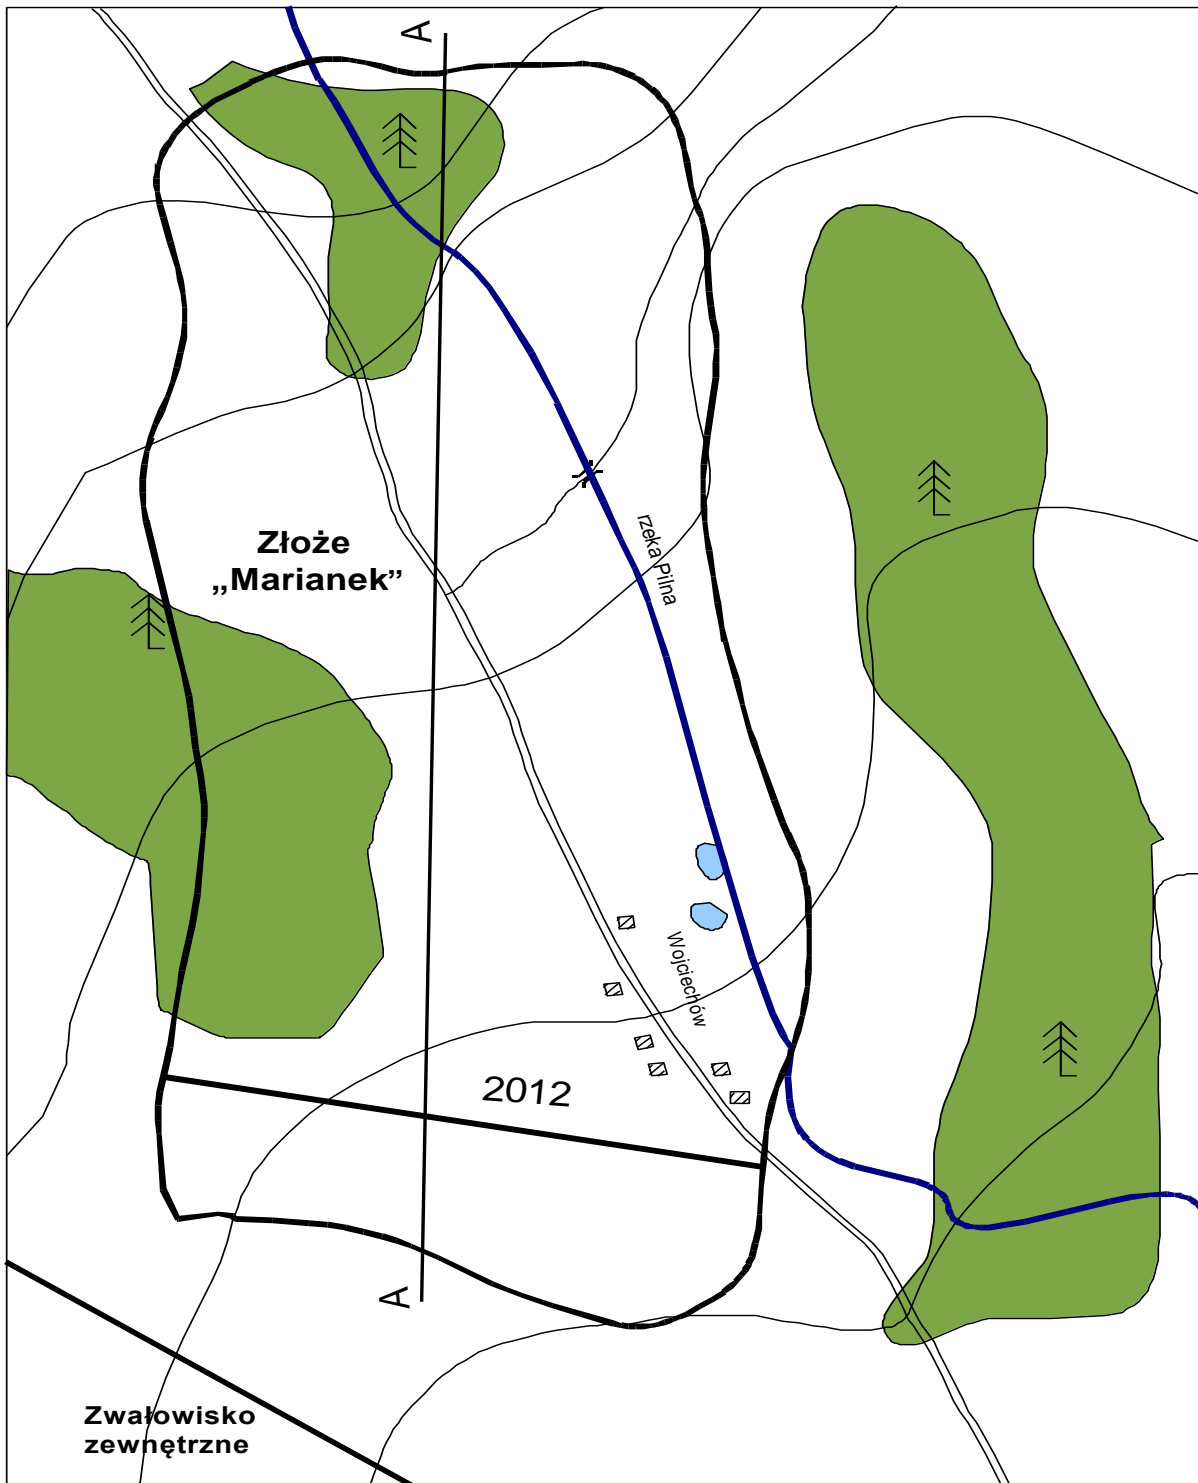 A
rzeka Pilna
Złoże
„Marianek”
Wojciechów
2012
A
Zwałowisko
zewnętrzne